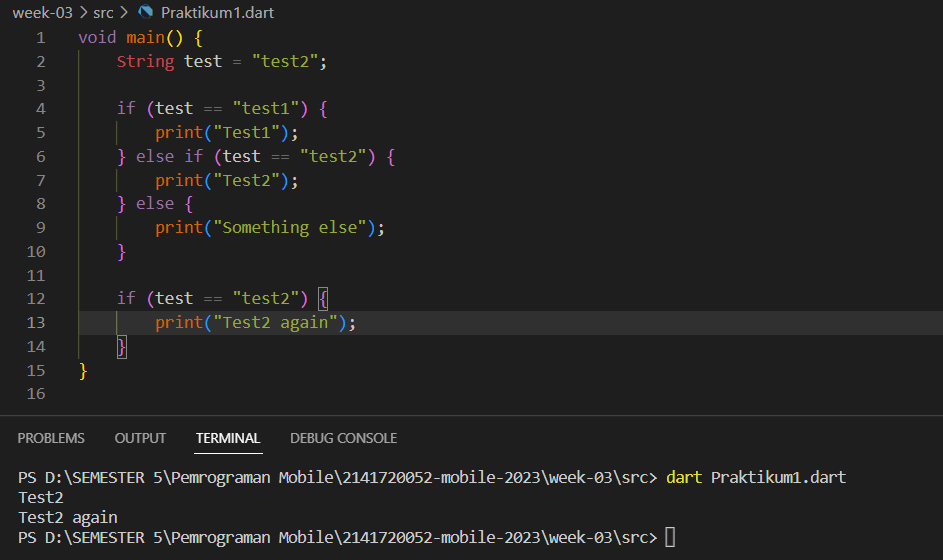 week-03 > src > Praktikum1.dart
1 void main() {
2     String test = "test2";
3
4     if (test == "test1") {
5         print("Test1");
6     } else if (test == "test2") {
7         print("Test2");
8     } else {
9         print("Something else");
10     }
11
12     if (test == "test2") {
13         print("Test2 again");
14     }
15 }
16
PROBLEMS OUTPUT TERMINAL DEBUG CONSOLE
PS D:\SEMESTER 5\Pemrograman Mobile\2141720052-mobile-2023\week-03\src> dart Praktikum1.dart
Test2
Test2 again
PS D:\SEMESTER 5\Pemrograman Mobile\2141720052-mobile-2023\week-03\src>